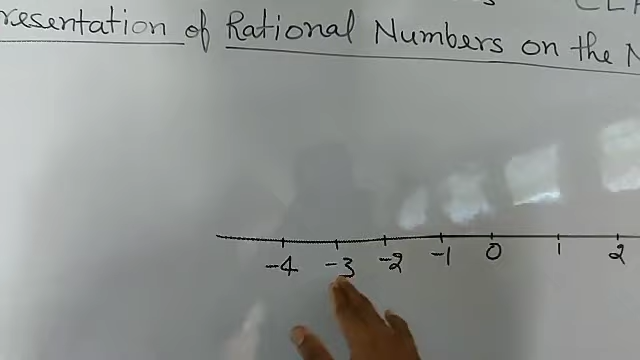 resentation of Rational Numbers on the
-4 -3 -2 -1 0 1 2